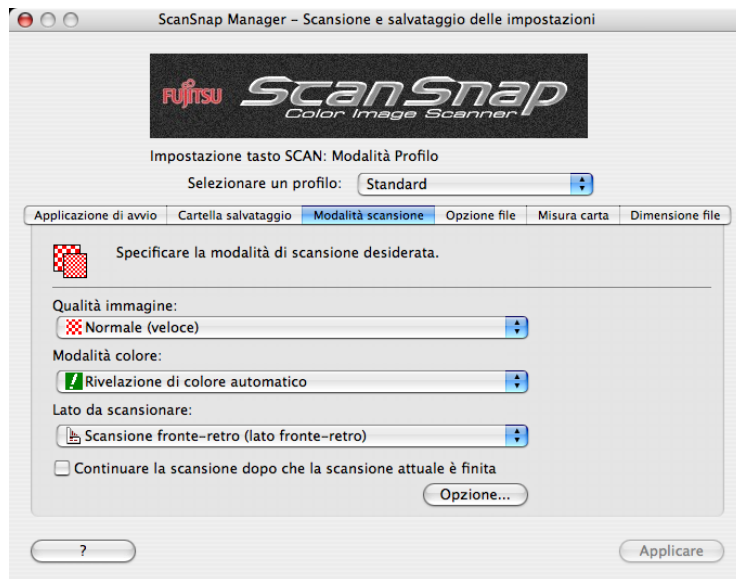 ScanSnap Manager – Scansione e salvataggio delle impostazioni
FUJITSU ScanSnap
Color Image Scanner
Impostazione tasto SCAN: Modalità Profilo
Selezionare un profilo: Standard
Applicazione di avvio Cartella salvataggio Modalità scansione Opzione file Misura carta Dimensione file
Specificare la modalità di scansione desiderata.
Qualità immagine:
Normale (veloce)
Modalità colore:
Rivelazione di colore automatico
Lato da scansionare:
Scansione fronte-retro (lato fronte-retro)
Continuare la scansione dopo che la scansione attuale è finita
Opzione...
? Applicare